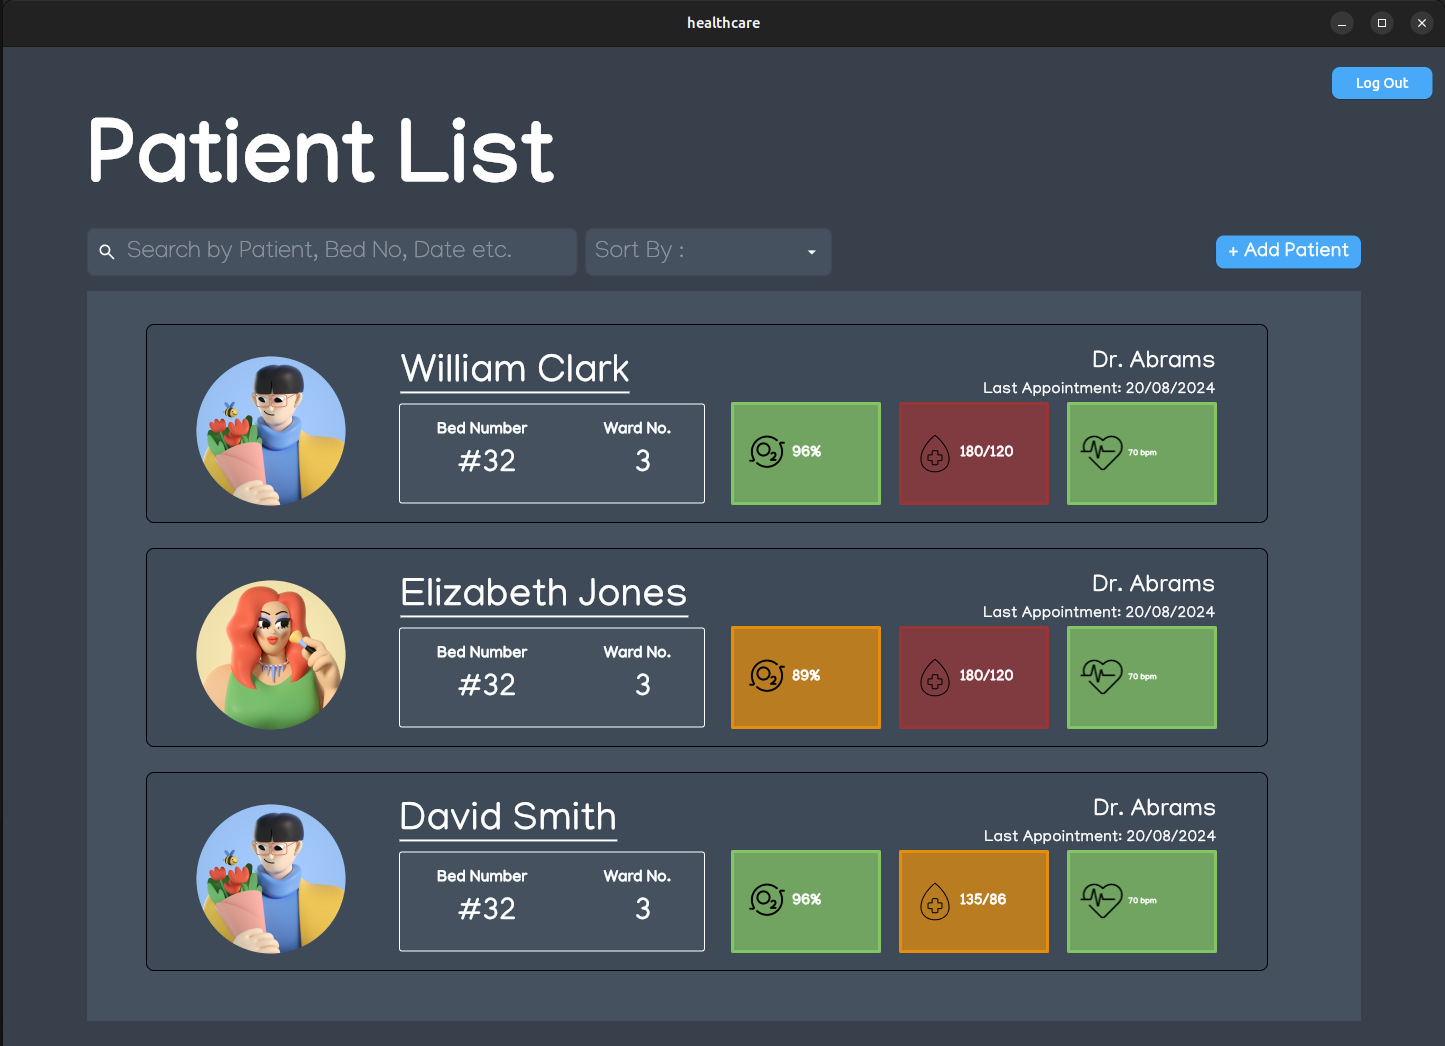 healthcare
Log Out
Patient List
Search by Patient, Bed No, Date etc.
Sort By :
+ Add Patient
William Clark
Dr. Abrams
Last Appointment: 20/08/2024
Bed Number Ward No.
#32 3
O2 96%
180/120
70 bpm
Elizabeth Jones
Dr. Abrams
Last Appointment: 20/08/2024
Bed Number Ward No.
#32 3
O2 89%
180/120
70 bpm
David Smith
Dr. Abrams
Last Appointment: 20/08/2024
Bed Number Ward No.
#32 3
O2 96%
135/86
70 bpm